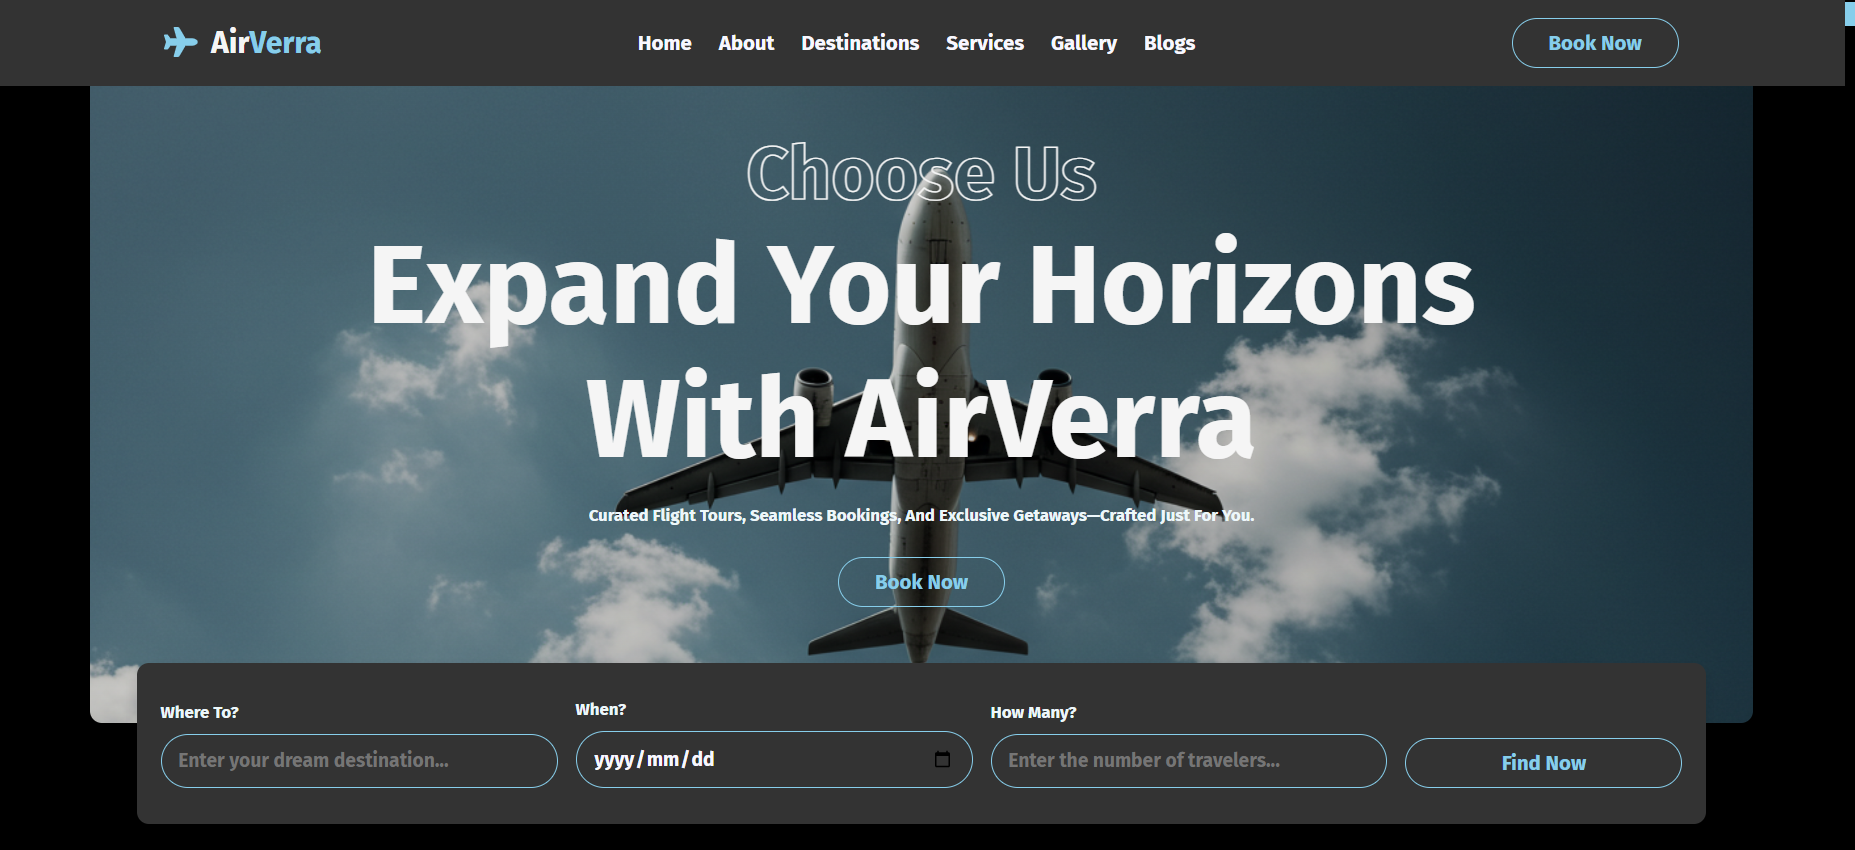 AirVerra
Home About Destinations Services Gallery Blogs
Book Now
Choose Us
Expand Your Horizons
With AirVerra
Curated Flight Tours, Seamless Bookings, And Exclusive Getaways—Crafted Just For You.
Book Now
Where To?
Enter your dream destination...
When?
yyyy/mm/dd
How Many?
Enter the number of travelers...
Find Now